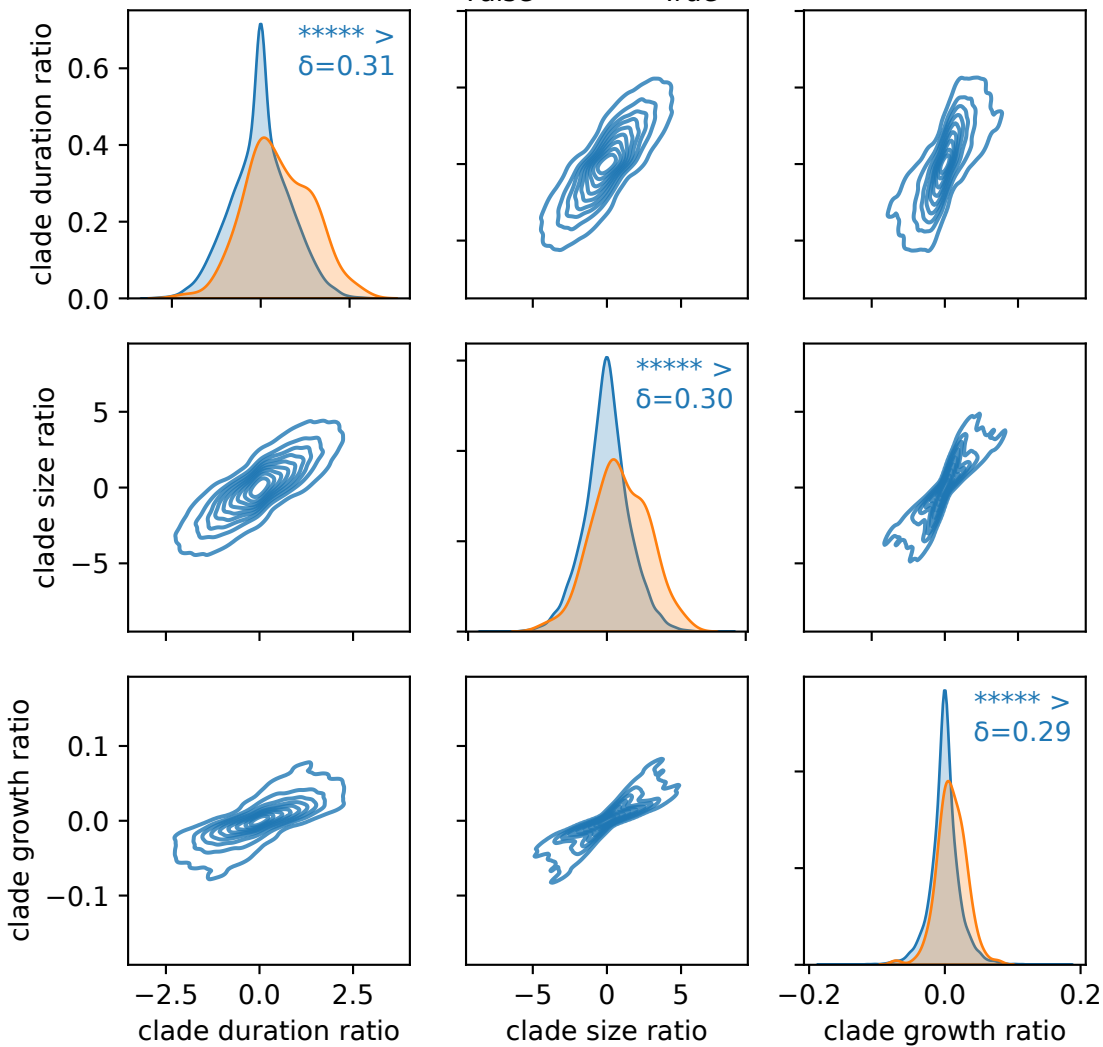 ***** >
δ=0.31
clade duration ratio
0.6
0.4
0.2
0.0
***** >
δ=0.30
clade size ratio
5
0
−5
***** >
δ=0.29
clade growth ratio
0.1
0.0
−0.1
−2.5 0.0 2.5
−5 0 5
−0.2 0.0 0.2
clade duration ratio
clade size ratio
clade growth ratio